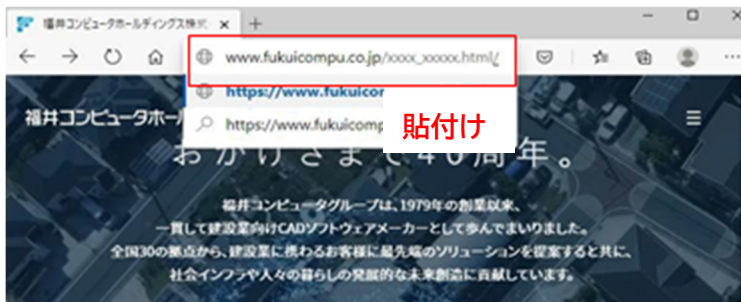 福井コンピュータホールディングス株式
www.fukuicompu.co.jp/xxxx_xxxxx.html/
https://www.fukuicor
https://www.fukuicomp
貼付け
福井コンピュータホー
おかげさまで40周年。
福井コンピュータグループは、1979年の創業以来、
一貫して建設業向けCADソフトウェアメーカーとして歩んでまいりました。
全国30の拠点から、建設業に携わるお客様に最先端のソリューションを提案すると共に、
社会インフラや人々の暮らしの発展的な未来創造に貢献しています。